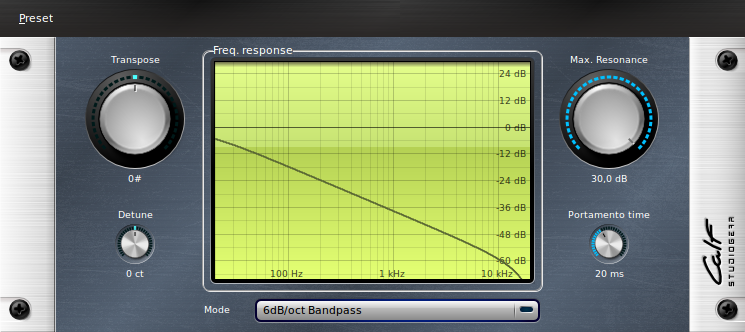 Preset
Transpose
0#
Detune
0 ct
Freq. response
24 dB
12 dB
0 dB
-12 dB
-24 dB
-36 dB
-48 dB
-60 dB
100 Hz
1 kHz
10 kHz
Mode
6dB/oct Bandpass
Max. Resonance
30,0 dB
Portamento time
20 ms
Calf
STUDIOGEAR